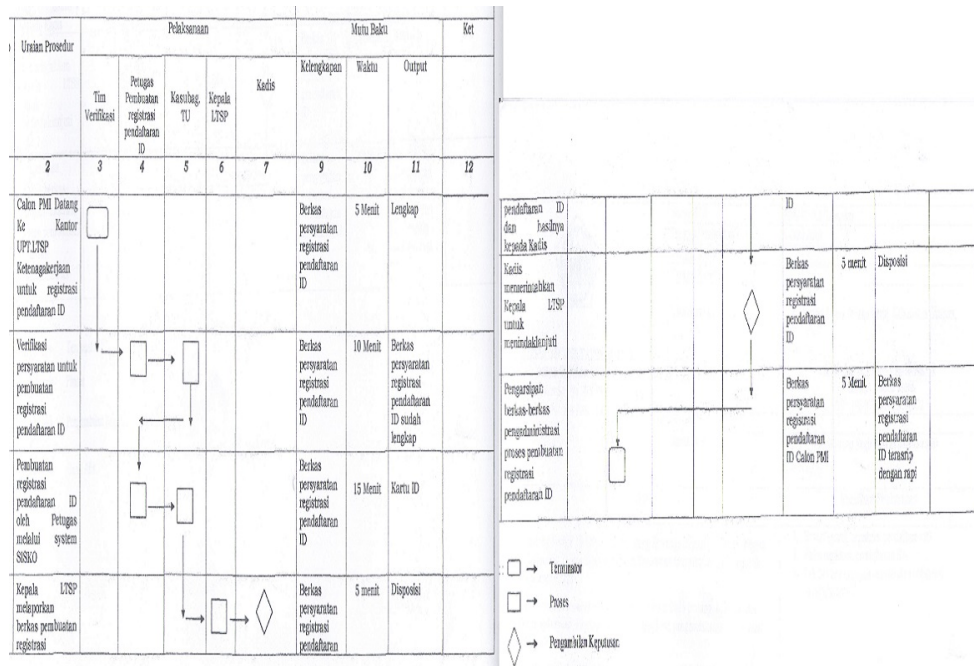 Uraian Prosedur
Pelaksanaan
Mutu Baku
Ket
Tim
Verifikasi
Petugas
Pembuatan
registrasi
pendaftaran
ID
Kasubag.
TU
Kepala
LTSP
Kadis
Kelengkapan
Waktu
Output
2
3
4
5
6
7
9
10
11
12
Calon PMI Datang
Ke Kantor
UPT.LTSP
Ketenagakerjaan
untuk registrasi
pendaftaran ID
Berkas
persyaratan
registrasi
pendaftaran
ID
5 Menit
Lengkap
Verifikasi
persyaratan untuk
pembuatan
registrasi
pendaftaran ID
Berkas
persyaratan
registrasi
pendaftaran
ID
10 Menit
Berkas
persyaratan
registrasi
pendaftaran
ID sudah
lengkap
Pembuatan
registrasi
pendaftaran ID
oleh Petugas
melalui system
SISKO
Berkas
persyaratan
registrasi
pendaftaran
ID
15 Menit
Kartu ID
Kepala LTSP
melaporkan
berkas pembuatan
registrasi
Berkas
persyaratan
registrasi
pendaftaran
5 menit
Disposisi
pendaftaran ID
dan hasilnya
kepada Kadis
ID
Kadis
memerintahkan
Kepala LTSP
untuk
menindaklanjuti
Berkas
persyaratan
registrasi
pendaftaran
ID
5 menit
Disposisi
Pengarsipan
berkas-berkas
pengadministrasi
proses pembuatan
registrasi
pendaftaran ID
Berkas
persyaratan
registrasi
pendaftaran
ID Calon PMI
5 Menit
Berkas
persyaratan
registrasi
pendaftaran
ID terasrip
dengan rapi
Terminator
Proses
Pengambilan Keputusan